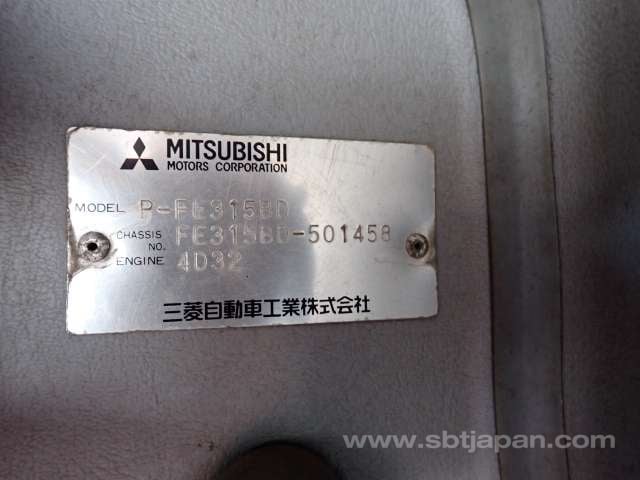 MITSUBISHI
MOTORS CORPORATION
MODEL P-FE315BD
CHASSIS NO. FE315BD-501458
ENGINE 4D32
三菱自動車工業株式会社
www.sbtjapan.com